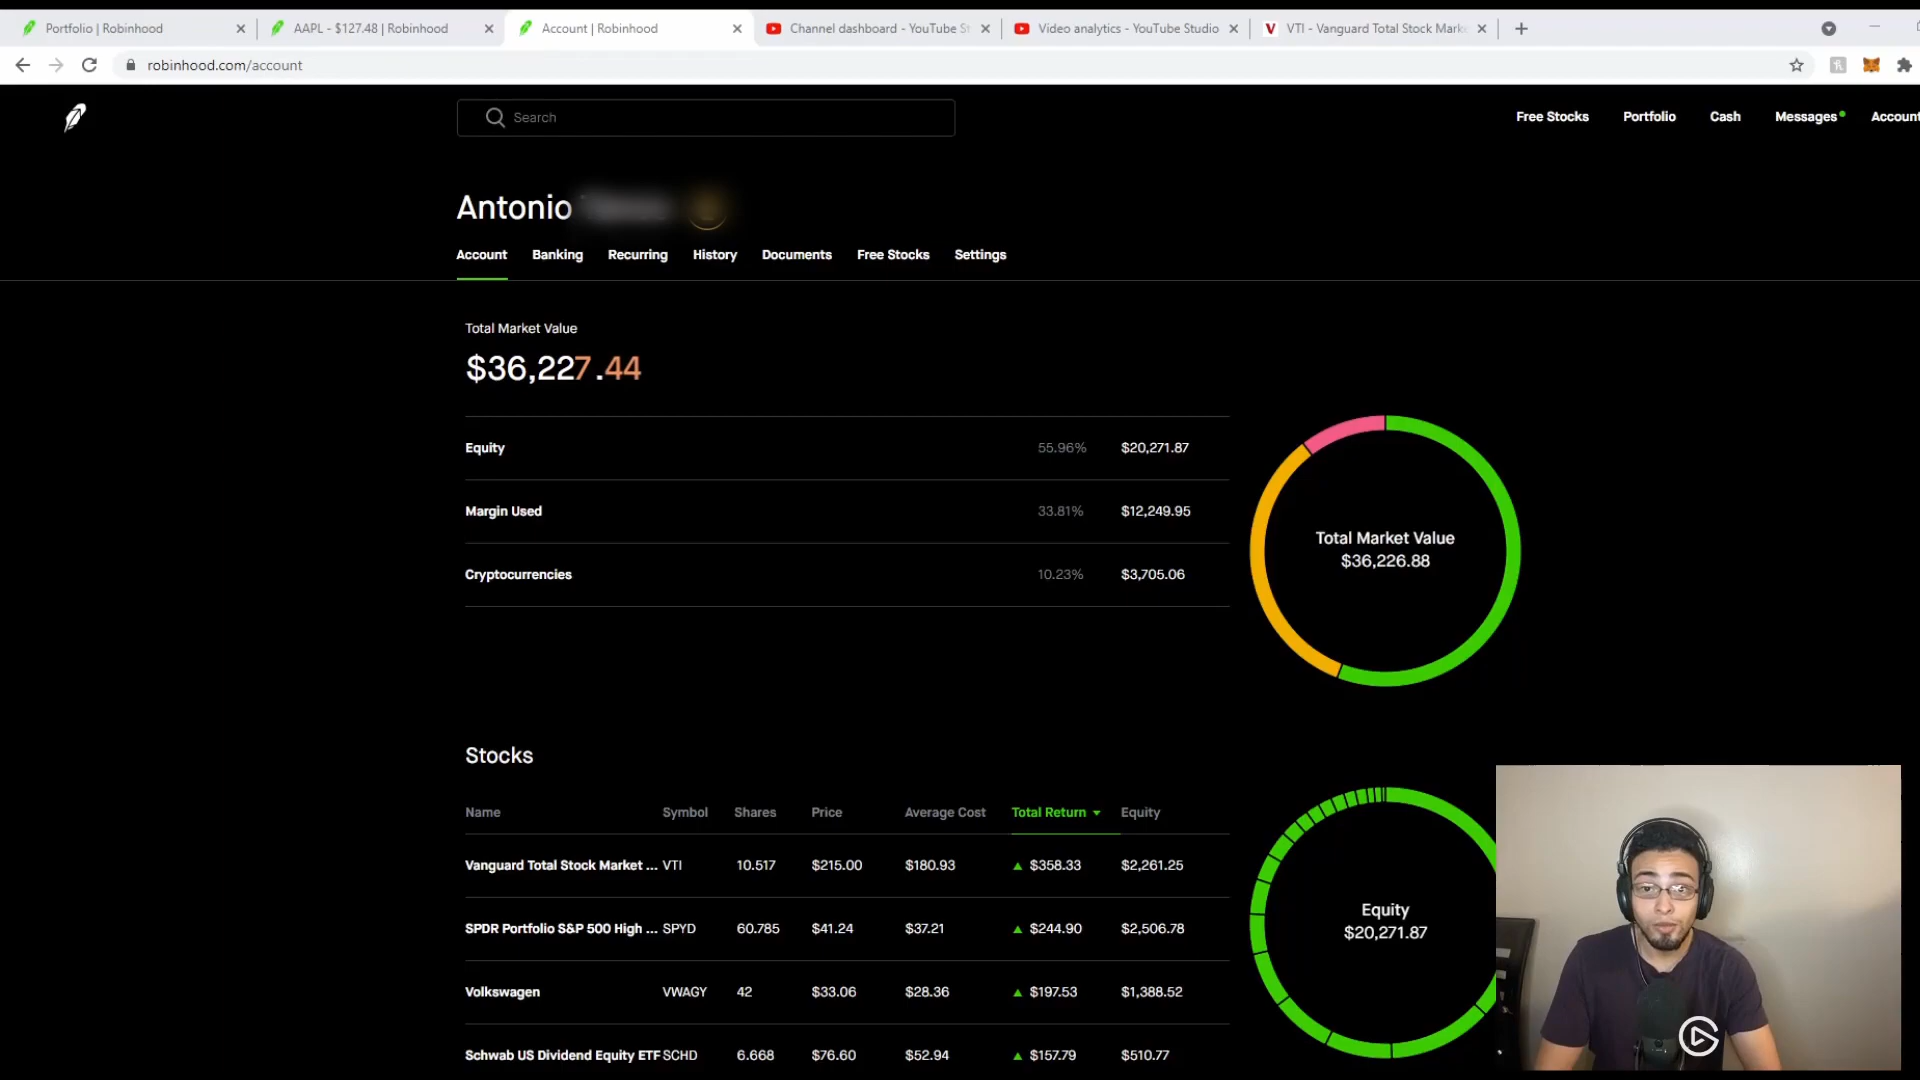 Portfolio | Robinhood
AAPL - $127.48 | Robinhood
Account | Robinhood
Channel dashboard - YouTube St
Video analytics - YouTube Studio
VTI - Vanguard Total Stock Mark
robinhood.com/account
Search
Free Stocks
Portfolio
Cash
Messages
Account
Antonio
Account
Banking
Recurring
History
Documents
Free Stocks
Settings
Total Market Value
$36,227.44
Equity 55.96% $20,271.87
Margin Used 33.81% $12,249.95
Cryptocurrencies 10.23% $3,705.06
Total Market Value
$36,226.88
Stocks
Name Symbol Shares Price Average Cost Total Return Equity
Vanguard Total Stock Market ... VTI 10.517 $215.00 $180.93 $358.33 $2,261.25
SPDR Portfolio S&P 500 High ... SPYD 60.785 $41.24 $37.21 $244.90 $2,506.78
Volkswagen VWAGY 42 $33.06 $28.36 $197.53 $1,388.52
Schwab US Dividend Equity ETF SCHD 6.668 $76.60 $52.94 $157.79 $510.77
Equity
$20,271.87